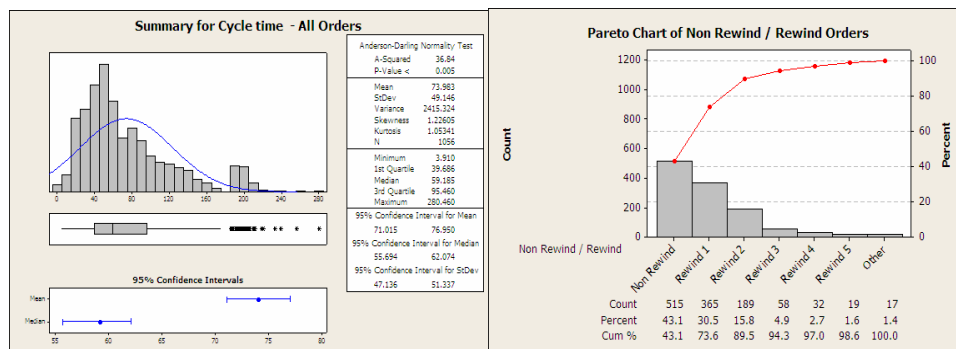 Summary for Cycle time - All Orders
0 40 80 120 160 200 240 280
Anderson-Darling Normality Test
A-Squared 36.84
P-Value < 0.005
Mean 73.983
StDev 49.146
Variance 2415.324
Skewness 1.22605
Kurtosis 1.05341
N 1056
Minimum 3.910
1st Quartile 39.686
Median 59.185
3rd Quartile 95.460
Maximum 280.460
95% Confidence Interval for Mean
71.015 76.950
95% Confidence Interval for Median
55.694 62.074
95% Confidence Interval for StDev
47.136 51.337
95% Confidence Intervals
Mean
Median
55 60 65 70 75 80
Pareto Chart of Non Rewind / Rewind Orders
Count
1200
1000
800
600
400
200
0
Percent
100
80
60
40
20
0
Non Rewind / Rewind
Non Rewind
Rewind 1
Rewind 2
Rewind 3
Rewind 4
Rewind 5
Other
Count 515 365 189 58 32 19 17
Percent 43.1 30.5 15.8 4.9 2.7 1.6 1.4
Cum % 43.1 73.6 89.5 94.3 97.0 98.6 100.0